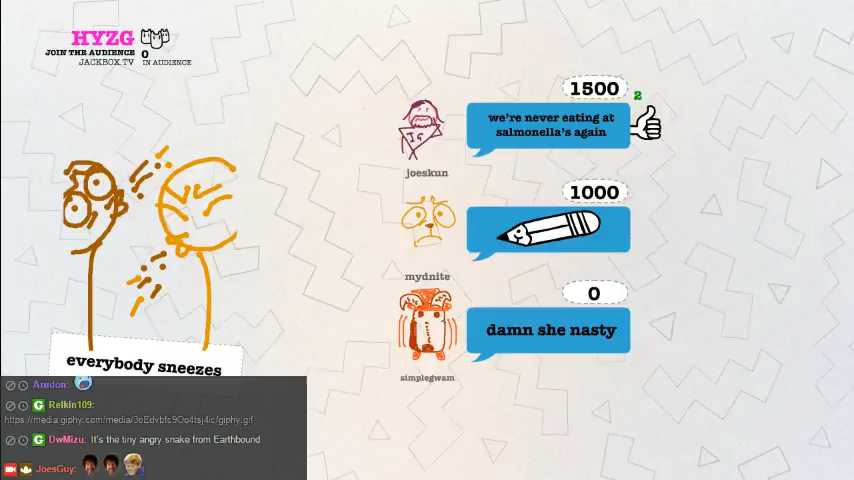 HYZG
JOIN THE AUDIENCE
JACKBOX.TV
0
IN AUDIENCE
1500
2
we're never eating at
salmonella's again
joeskun
1000
mydnite
0
damn she nasty
simplegwam
everybody sneezes
Arudon:
G Relkin109:
https://media.giphy.com/media/3oEdvbfc9Oo4tsj4ic/giphy.gif
G DwMizu: It's the tiny angry snake from Earthbound
JoesGuy: